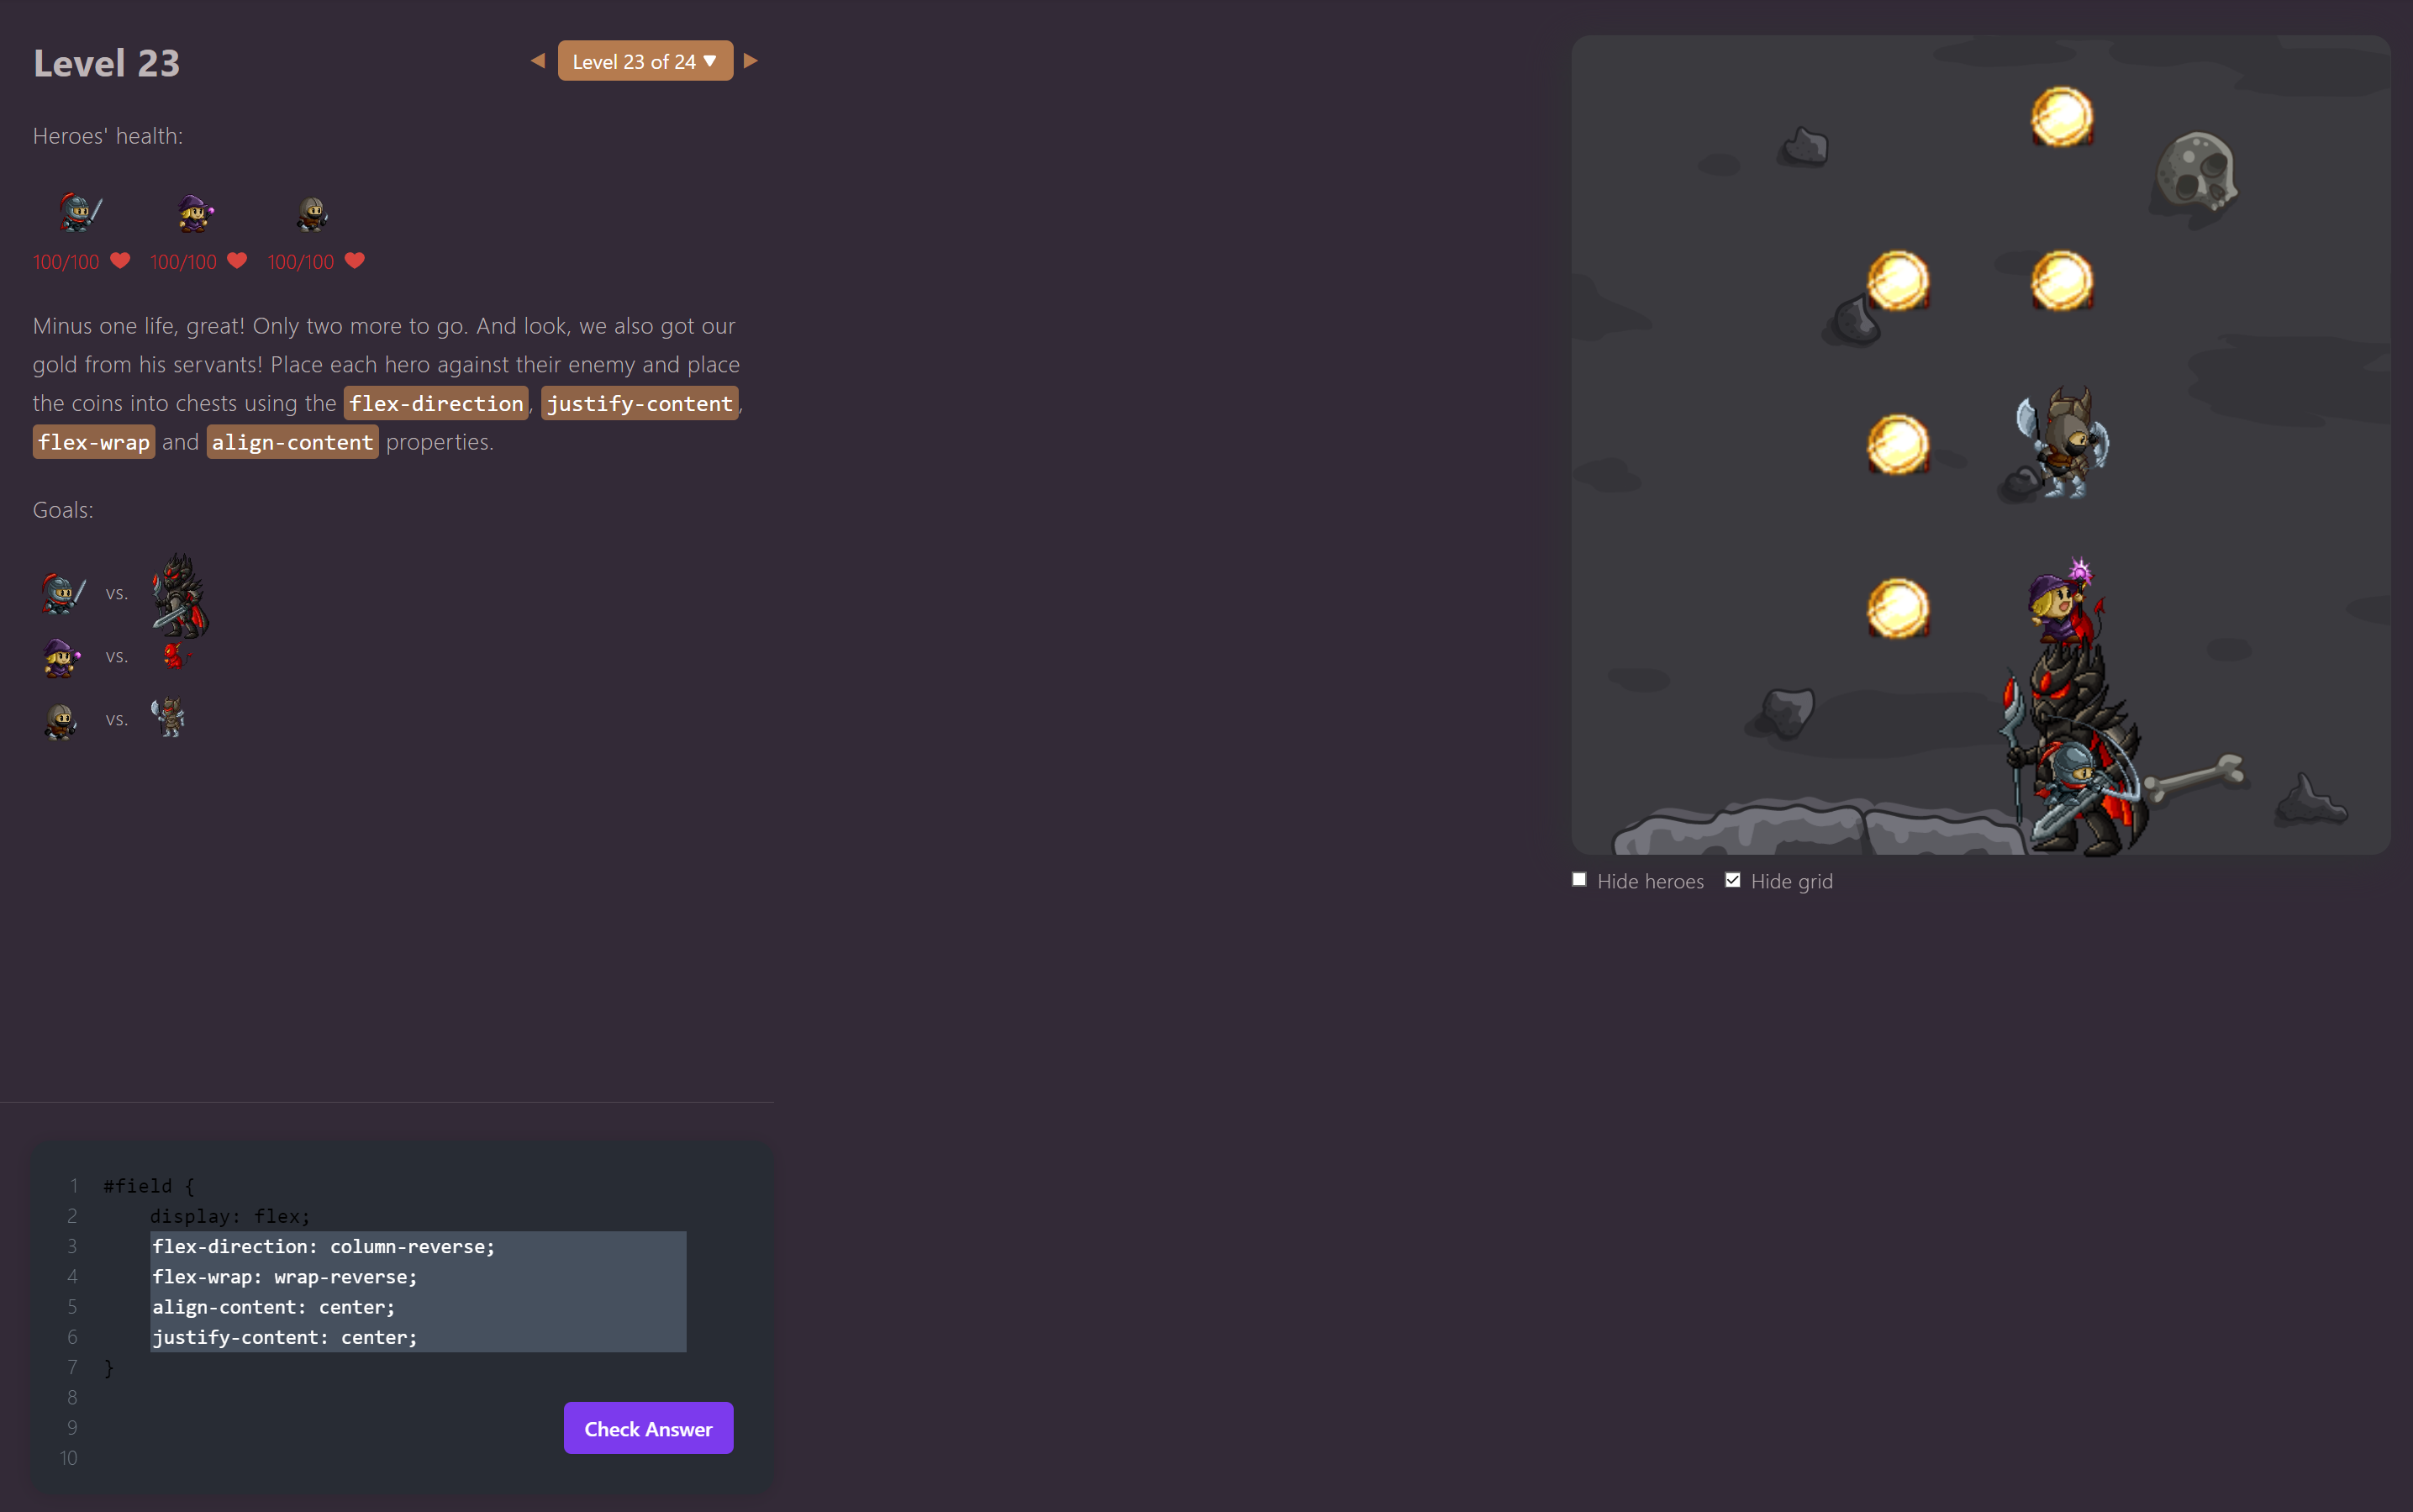 Level 23
Level 23 of 24
Heroes' health:
100/100 100/100 100/100
Minus one life, great! Only two more to go. And look, we also got our
gold from his servants! Place each hero against their enemy and place
the coins into chests using the flex-direction, justify-content,
flex-wrap and align-content properties.
Goals:
vs.
vs.
vs.
Hide heroes Hide grid
1 #field {
2 display: flex;
3 flex-direction: column-reverse;
4 flex-wrap: wrap-reverse;
5 align-content: center;
6 justify-content: center;
7 }
8
9
10
Check Answer